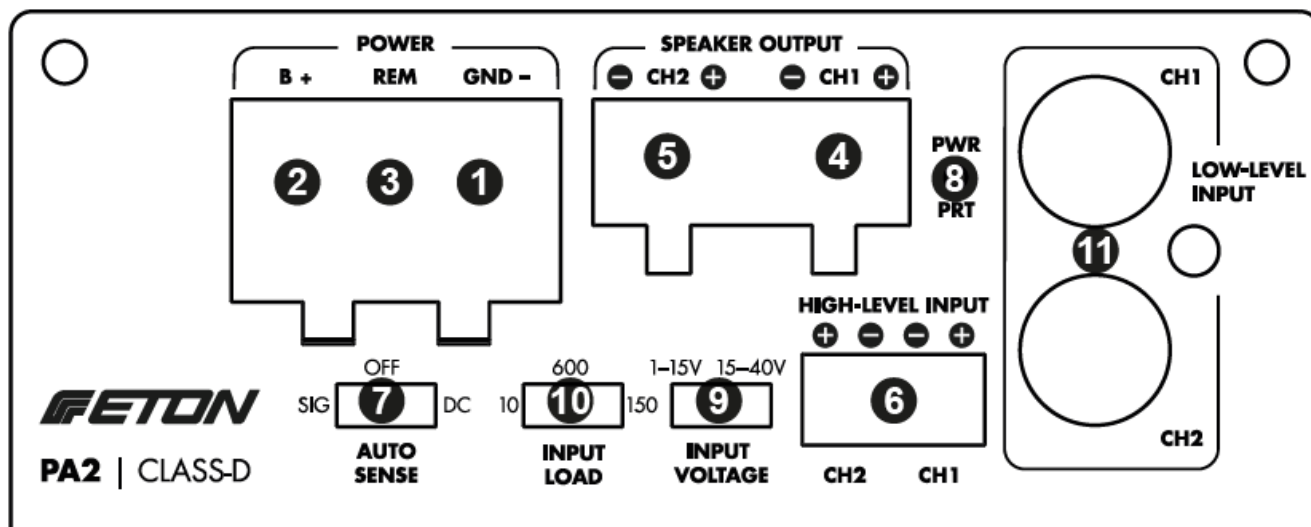 POWER
B + REM GND –
2 3 1
SPEAKER OUTPUT
– CH2 + – CH1 +
5 4
PWR
8
PRT
CH1
LOW-LEVEL
INPUT
11
CH2
HIGH-LEVEL INPUT
+ – – +
6
CH2 CH1
OFF
SIG 7 DC
AUTO
SENSE
600
10 10 150
INPUT
LOAD
1–15V 15–40V
9
INPUT
VOLTAGE
ETON
PA2 | CLASS-D